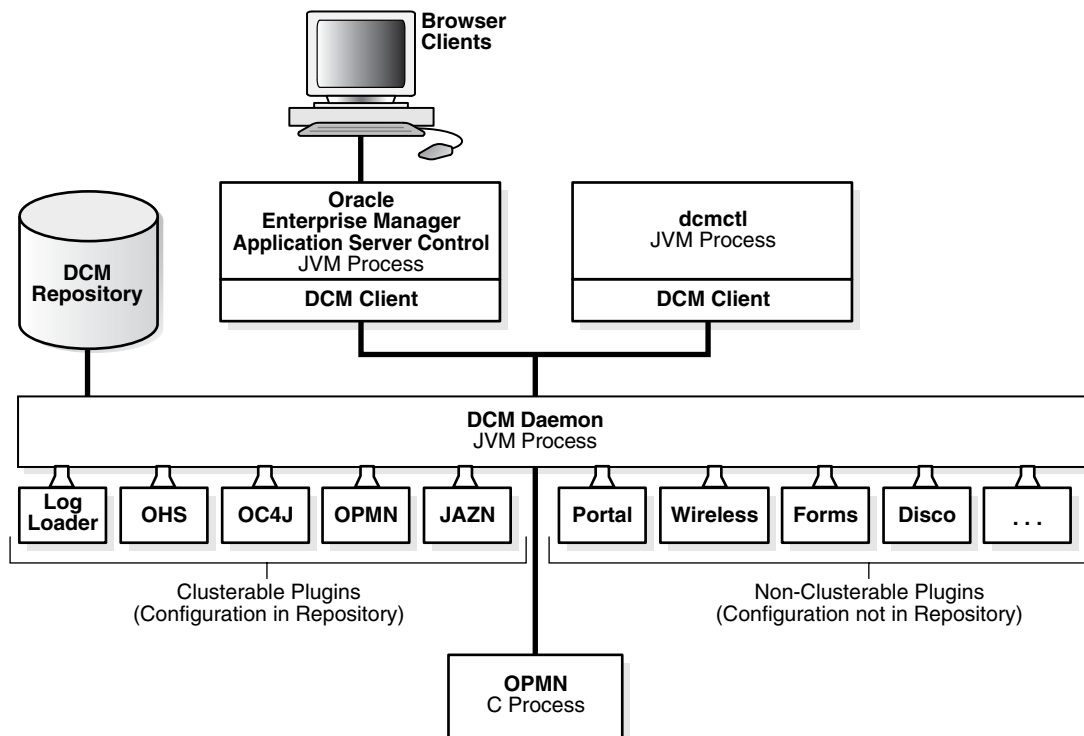 Browser
Clients
Oracle
Enterprise Manager
Application Server Control
JVM Process
DCM Client
dcmctl
JVM Process
DCM Client
DCM
Repository
DCM Daemon
JVM Process
Log
Loader
OHS
OC4J
OPMN
JAZN
Portal
Wireless
Forms
Disco
. . .
Clusterable Plugins
(Configuration in Repository)
Non-Clusterable Plugins
(Configuration not in Repository)
OPMN
C Process